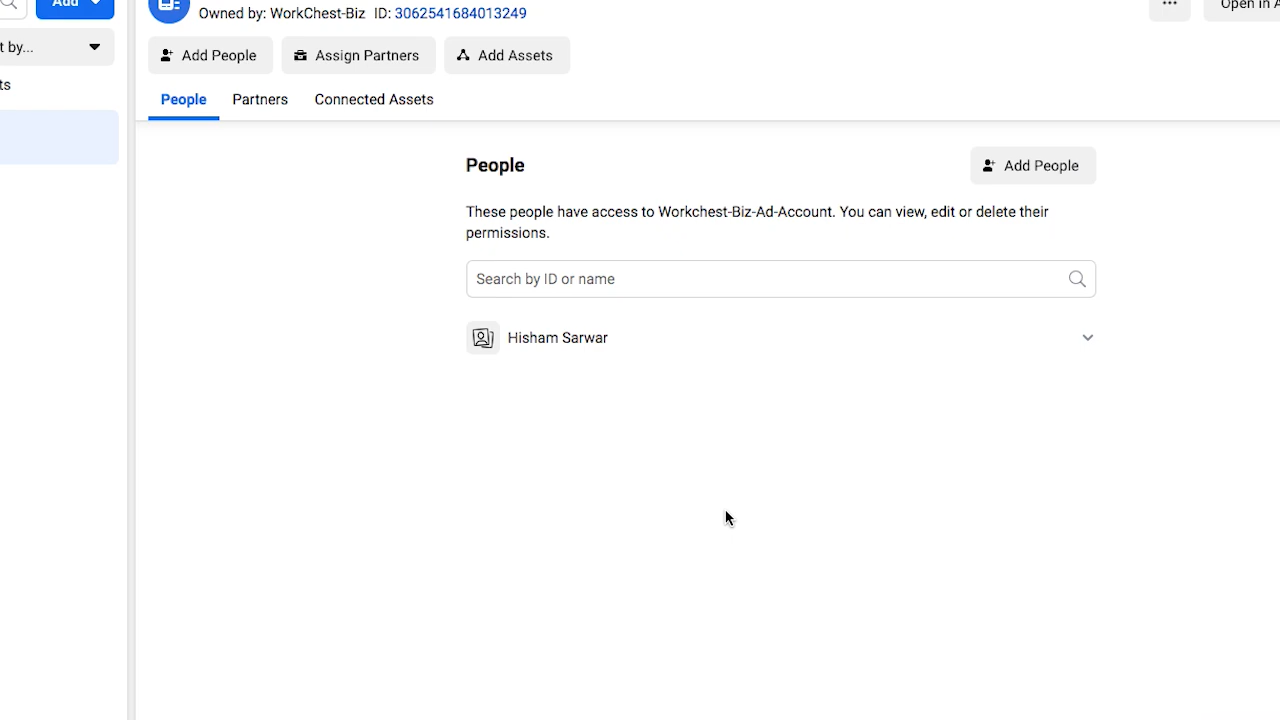 Add
Owned by: WorkChest-Biz ID: 3062541684013249
Open in A
t by...
Add People
Assign Partners
Add Assets
ts
People
Partners
Connected Assets
People
Add People
These people have access to Workchest-Biz-Ad-Account. You can view, edit or delete their
permissions.
Search by ID or name
Hisham Sarwar